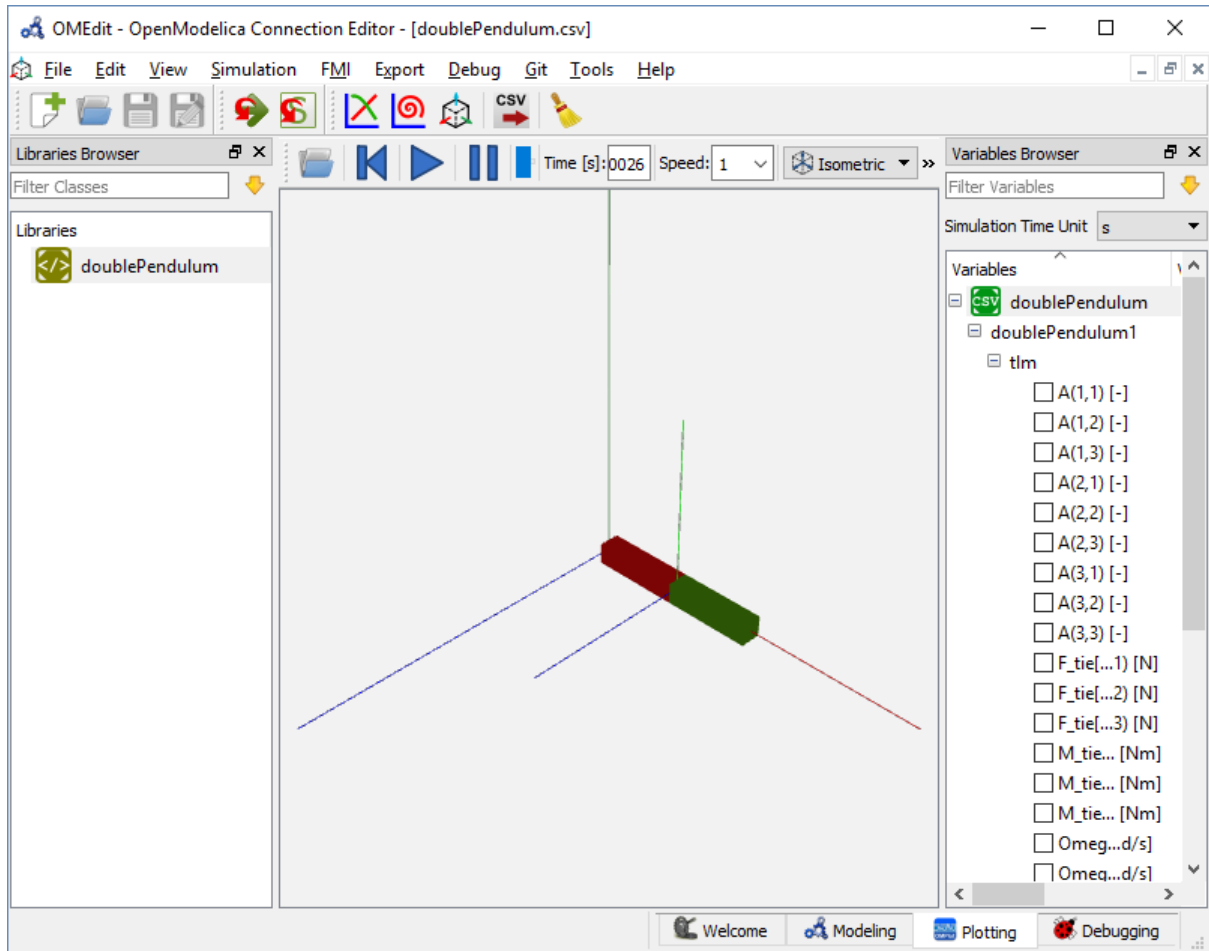 OMEdit - OpenModelica Connection Editor - [doublePendulum.csv]
File Edit View Simulation FMI Export Debug Git Tools Help
CSV
Libraries Browser
Filter Classes
Libraries
</> doublePendulum
Time [s]: 0026 Speed: 1 Isometric »
Variables Browser
Filter Variables
Simulation Time Unit s
Variables
CSV doublePendulum
doublePendulum1
tlm
A(1,1) [-]
A(1,2) [-]
A(1,3) [-]
A(2,1) [-]
A(2,2) [-]
A(2,3) [-]
A(3,1) [-]
A(3,2) [-]
A(3,3) [-]
F_tie[...1) [N]
F_tie[...2) [N]
F_tie[...3) [N]
M_tie... [Nm]
M_tie... [Nm]
M_tie... [Nm]
Omeg...d/s]
Omeg...d/s]
Welcome Modeling Plotting Debugging